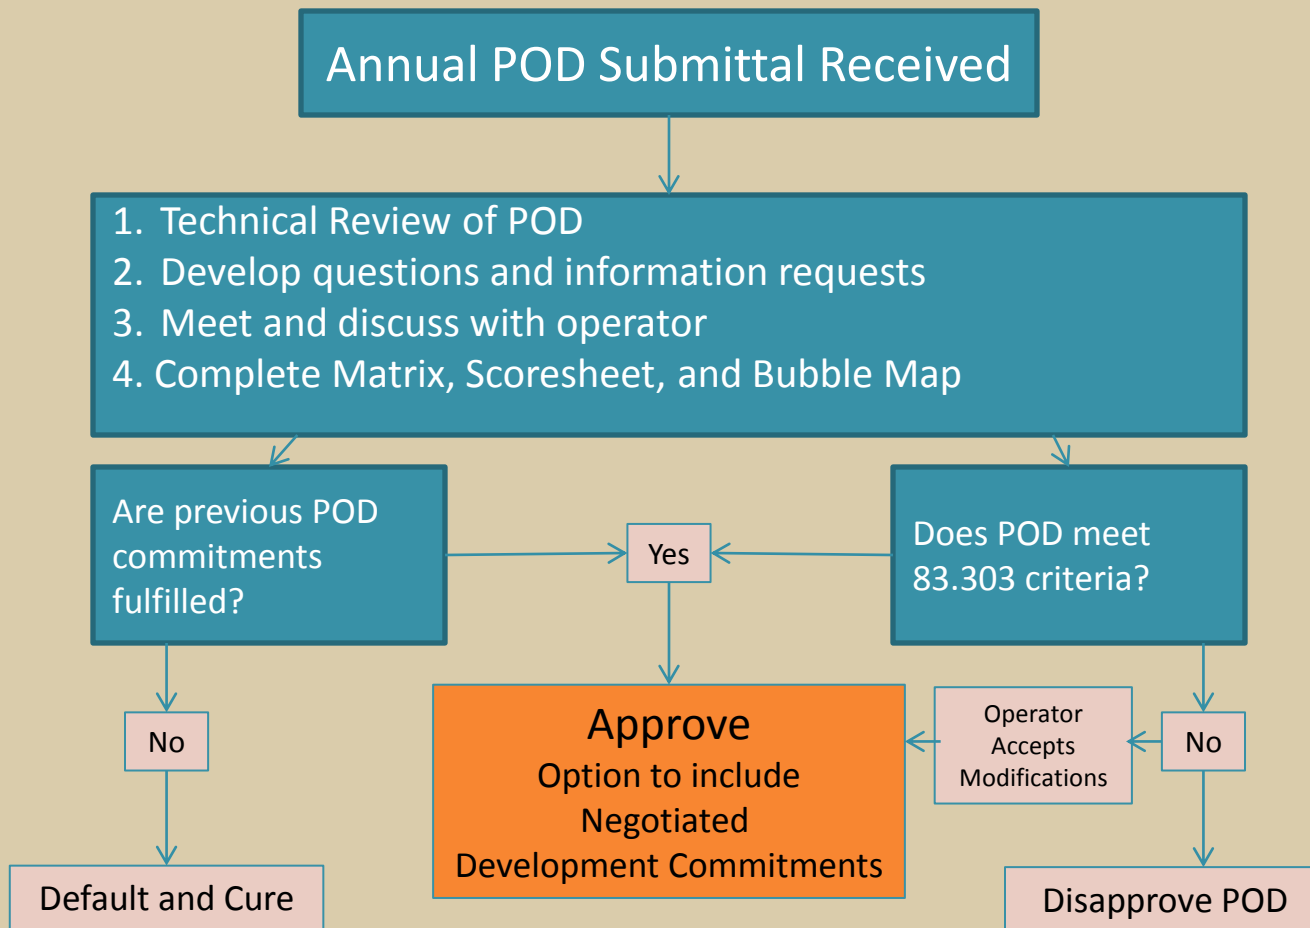 Annual POD Submittal Received
1. Technical Review of POD
2. Develop questions and information requests
3. Meet and discuss with operator
4. Complete Matrix, Scoresheet, and Bubble Map
Are previous POD
commitments
fulfilled?
Yes
Does POD meet
83.303 criteria?
No
Approve
Option to include
Negotiated
Development Commitments
Operator
Accepts
Modifications
No
Default and Cure
Disapprove POD